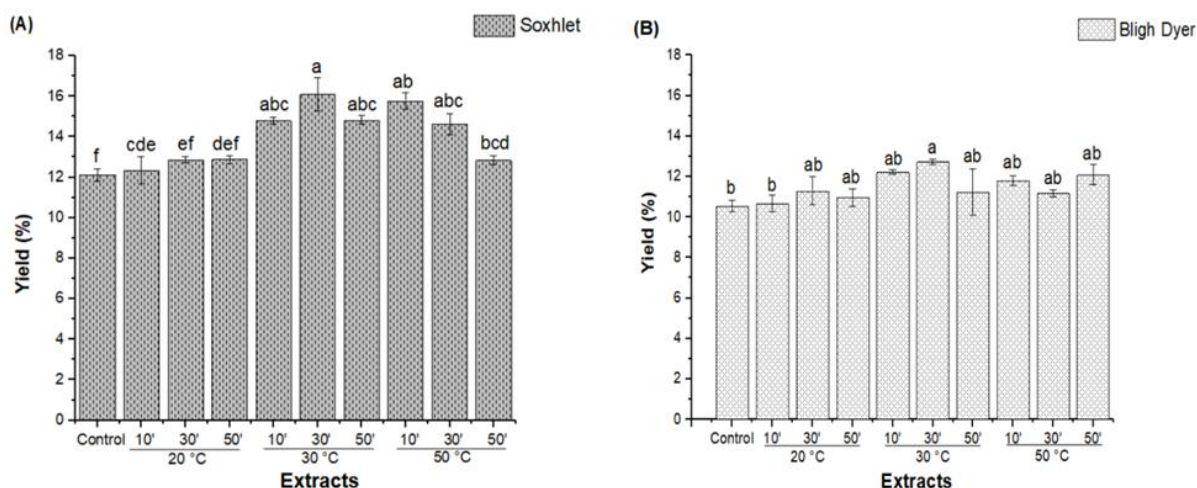 (A)
Soxhlet
18
16
14
12
10
8
6
4
2
0
Yield (%)
f cde ef def abc a abc ab abc bcd
Control 10' 30' 50' 10' 30' 50' 10' 30' 50'
20 °C 30 °C 50 °C
Extracts
(B)
Bligh Dyer
18
16
14
12
10
8
6
4
2
0
Yield (%)
b b ab ab ab a ab ab ab ab
Control 10' 30' 50' 10' 30' 50' 10' 30' 50'
20 °C 30 °C 50 °C
Extracts